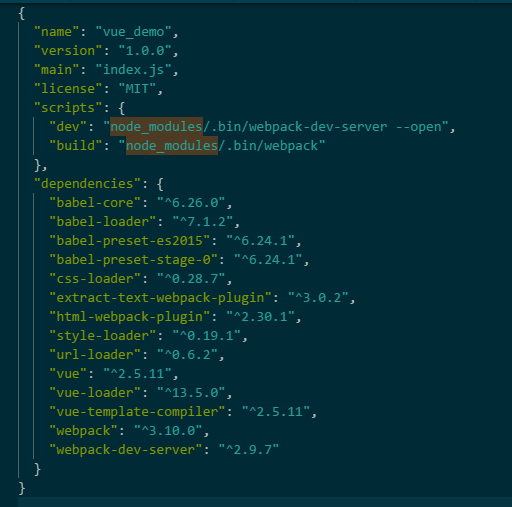 {
"name": "vue_demo",
"version": "1.0.0",
"main": "index.js",
"license": "MIT",
"scripts": {
"dev": "node_modules/.bin/webpack-dev-server --open",
"build": "node_modules/.bin/webpack"
},
"dependencies": {
"babel-core": "^6.26.0",
"babel-loader": "^7.1.2",
"babel-preset-es2015": "^6.24.1",
"babel-preset-stage-0": "^6.24.1",
"css-loader": "^0.28.7",
"extract-text-webpack-plugin": "^3.0.2",
"html-webpack-plugin": "^2.30.1",
"style-loader": "^0.19.1",
"url-loader": "^0.6.2",
"vue": "^2.5.11",
"vue-loader": "^13.5.0",
"vue-template-compiler": "^2.5.11",
"webpack": "^3.10.0",
"webpack-dev-server": "^2.9.7"
}
}